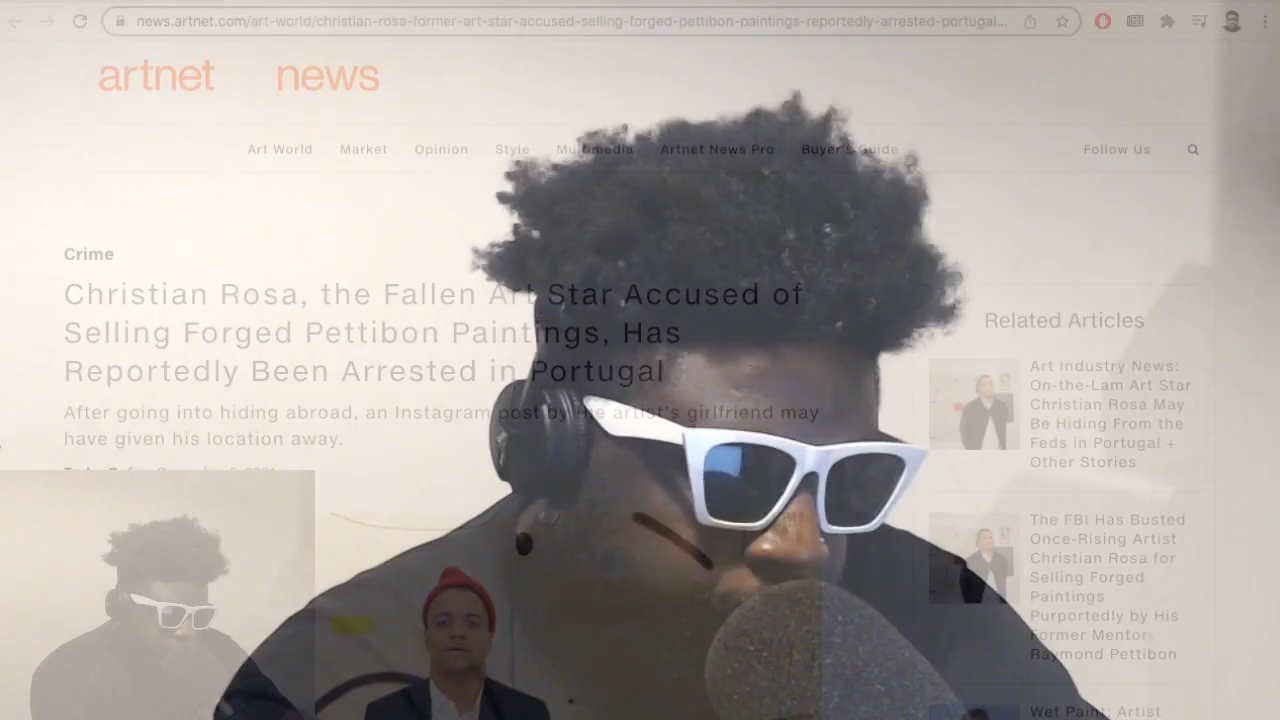 news.artnet.com/art-world/christian-rosa-former-art-star-accused-selling-forged-pettibon-paintings-reportedly-arrested-portugal...
artnet news
Art World Market Opinion Style Multimedia Artnet News Pro Buyer's Guide Follow Us
Crime
Christian Rosa, the Fallen Art Star Accused of
Selling Forged Pettibon Paintings, Has
Reportedly Been Arrested in Portugal
After going into hiding abroad, an Instagram post by the artist's girlfriend may
have given his location away.
Related Articles
Art Industry News:
On-the-Lam Art Star
Christian Rosa May
Be Hiding From the
Feds in Portugal +
Other Stories
The FBI Has Busted
Once-Rising Artist
Christian Rosa for
Selling Forged
Paintings
Purportedly by His
Former Mentor
Raymond Pettibon
Wet Paint: Artist